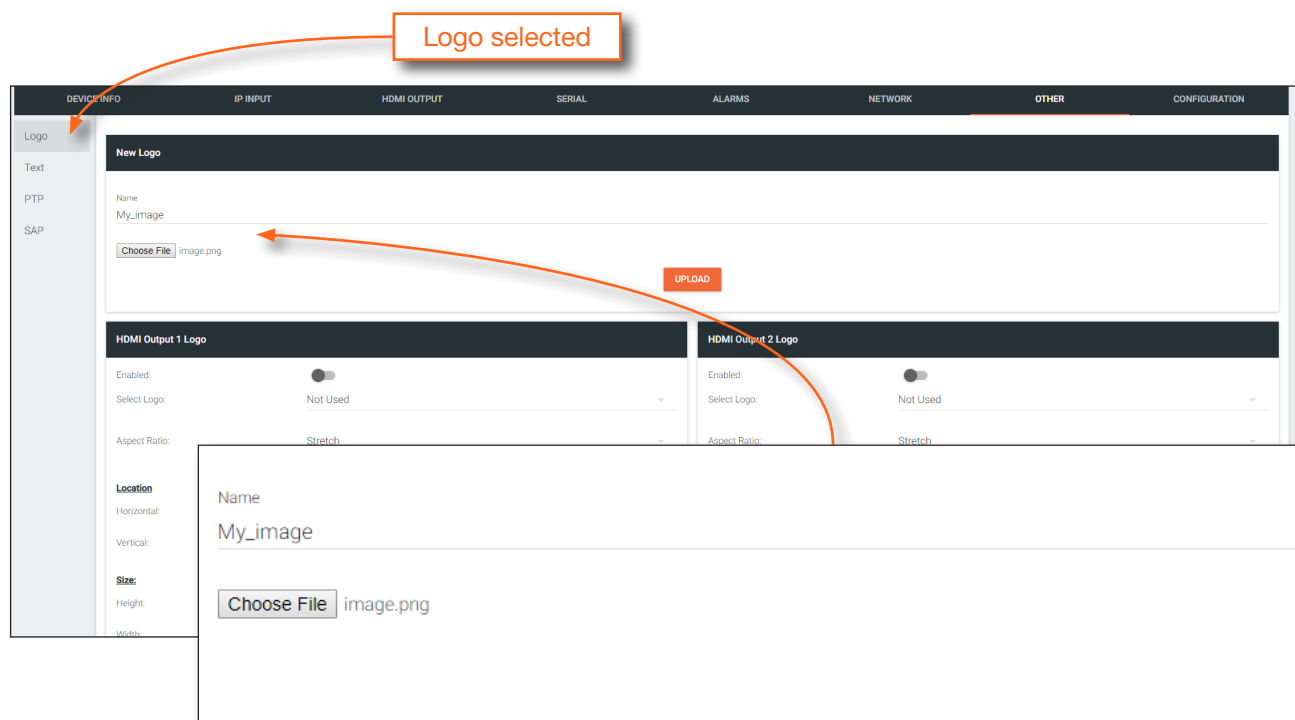 Logo selected
DEVICE INFO IP INPUT HDMI OUTPUT SERIAL ALARMS NETWORK OTHER CONFIGURATION
Logo
Text
PTP
SAP
New Logo
Name
My_image
Choose File image.png
UPLOAD
HDMI Output 1 Logo
Enabled:
Select Logo: Not Used
Aspect Ratio: Stretch
Location
Horizontal:
Vertical:
Size:
Height:
Width:
HDMI Output 2 Logo
Enabled:
Select Logo: Not Used
Aspect Ratio: Stretch
Name
My_image
Choose File image.png